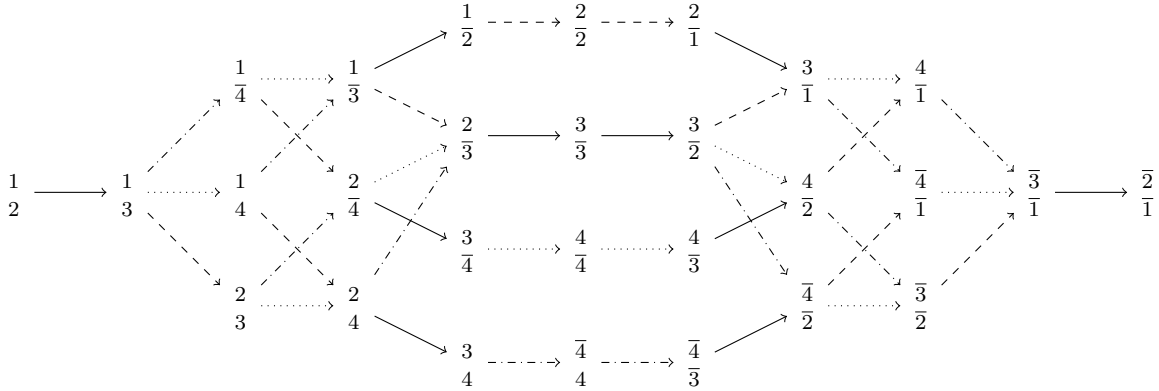 1 2 2
2̅ 2̅ 1̅
1 1 3 4
4̅ 3̅ 1̅ 1̅
2 3 3
3̅ 3̅ 2̅
1 1 1 2 4 4̅ 3̅ 2̅
2 3 4 4̅ 2̅ 1̅ 1̅ 1̅
3 4 4
4̅ 4̅ 3̅
2 2 4̅ 3̅
3 4 2̅ 2̅
3 4̅ 4̅
4 4 3̅